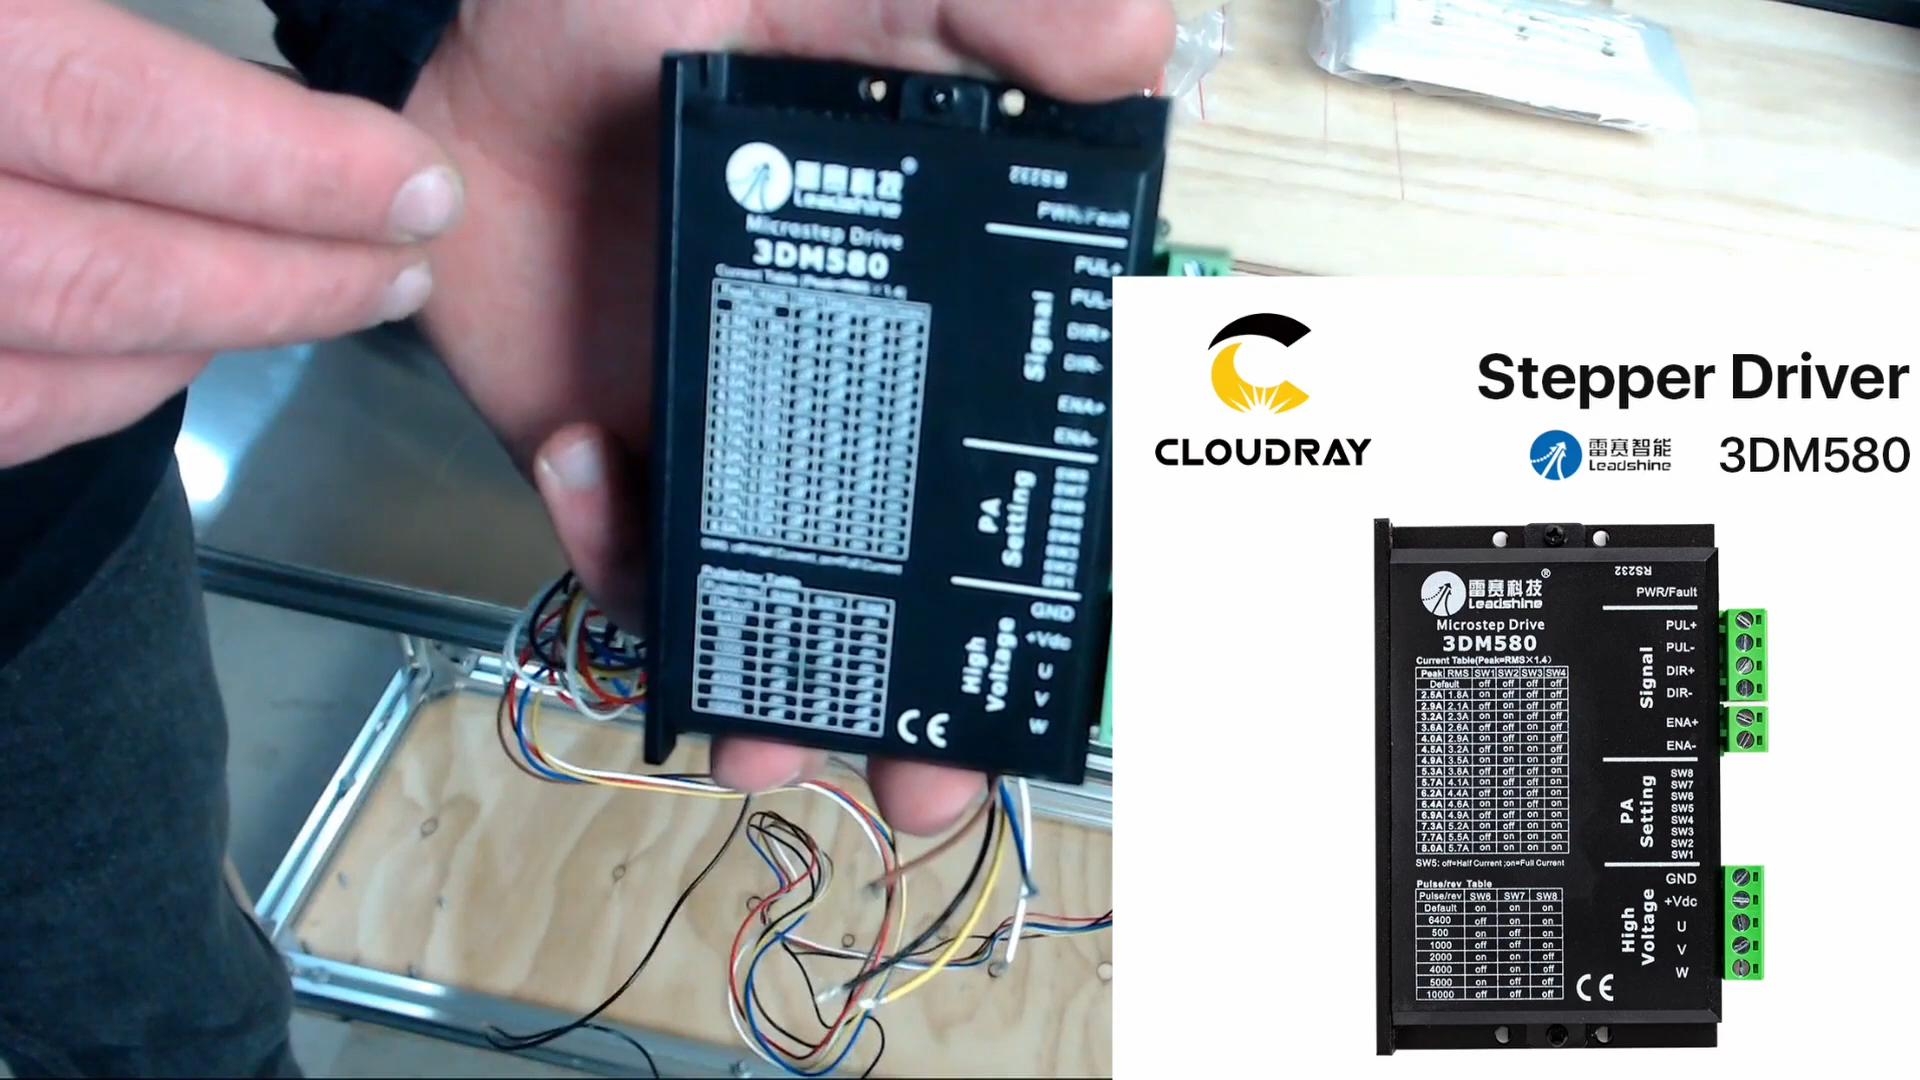 雷赛科技
Leadshine
Microstep Drive
3DM580
RS232
PWR/Fault
PUL+
PUL-
DIR+
DIR-
ENA+
ENA-
Signal
PA
Setting
High
Voltage
GND
+Vdc
U
V
W
CE
CLOUDRAY
Stepper Driver
雷赛智能
Leadshine
3DM580
雷赛科技®
Leadshine
Microstep Drive
3DM580
Current Table(Peak=RMS×1.4)
Peak RMS SW1 SW2 SW3 SW4
Default off off off off
2.5A 1.8A on off off off
2.9A 2.1A off on off off
3.2A 2.3A on on off off
3.6A 2.6A off off on off
4.0A 2.9A on off on off
4.5A 3.2A off on on off
4.9A 3.5A on on on off
5.3A 3.8A off off off on
5.7A 4.1A on off off on
6.2A 4.4A off on off on
6.4A 4.6A on on off on
6.9A 4.9A off off on on
7.3A 5.2A on off on on
7.7A 5.5A off on on on
8.0A 5.7A on on on on
SW5: off=Half Current ;on=Full Current
Pulse/rev Table
Pulse/rev SW6 SW7 SW8
Default on on on
6400 off on on
500 on off on
1000 off off on
2000 on on off
4000 off on off
5000 on off off
10000 off off off
RS232
PWR/Fault
PUL+
PUL-
DIR+
DIR-
ENA+
ENA-
Signal
SW8
SW7
SW6
SW5
SW4
SW3
SW2
SW1
PA
Setting
GND
+Vdc
U
V
W
High
Voltage
CE